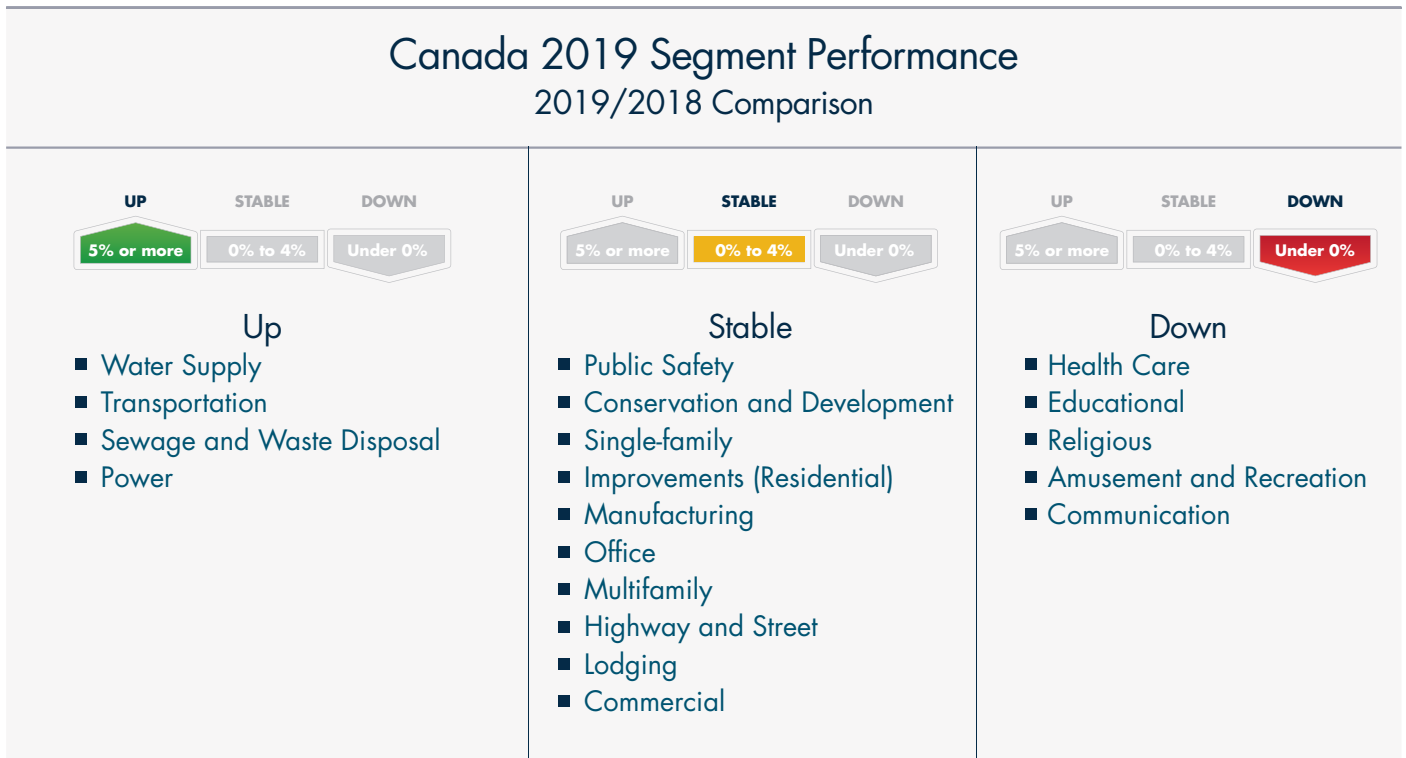 Canada 2019 Segment Performance
2019/2018 Comparison
UP STABLE DOWN
5% or more 0% to 4% Under 0%
Up
Water Supply
Transportation
Sewage and Waste Disposal
Power
UP STABLE DOWN
5% or more 0% to 4% Under 0%
Stable
Public Safety
Conservation and Development
Single-family
Improvements (Residential)
Manufacturing
Office
Multifamily
Highway and Street
Lodging
Commercial
UP STABLE DOWN
5% or more 0% to 4% Under 0%
Down
Health Care
Educational
Religious
Amusement and Recreation
Communication